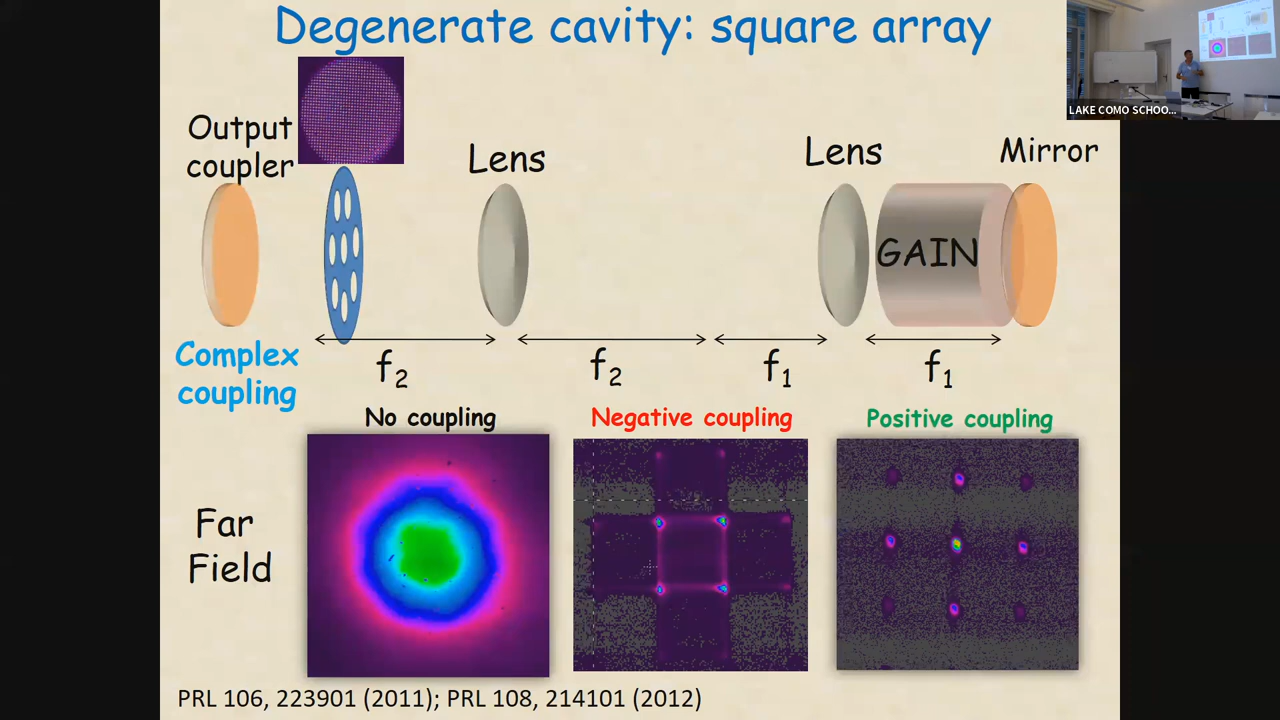 Degenerate cavity: square array
LAKE COMO SCHOO...
Output
coupler
Lens
Lens
Mirror
GAIN
Complex
coupling
f₂
f₂
f₁
f₁
No coupling
Negative coupling
Positive coupling
Far
Field
PRL 106, 223901 (2011); PRL 108, 214101 (2012)